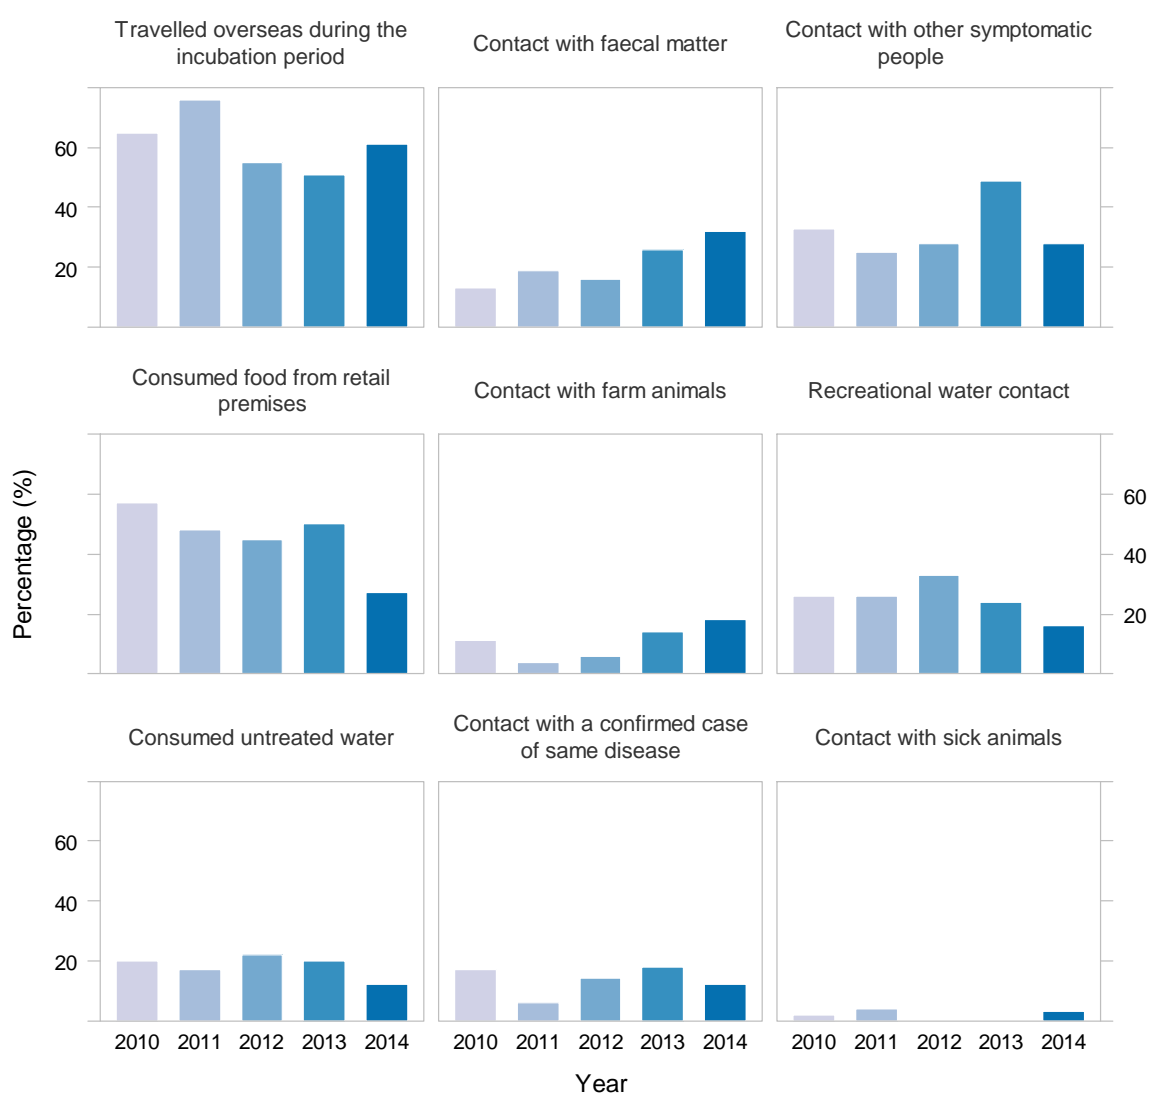 Travelled overseas during the
incubation period
Contact with faecal matter
Contact with other symptomatic
people
60
40
20
Consumed food from retail
premises
Contact with farm animals
Recreational water contact
Percentage (%)
60
40
20
Consumed untreated water
Contact with a confirmed case
of same disease
Contact with sick animals
60
40
20
2010 2011 2012 2013 2014
2010 2011 2012 2013 2014
2010 2011 2012 2013 2014
Year